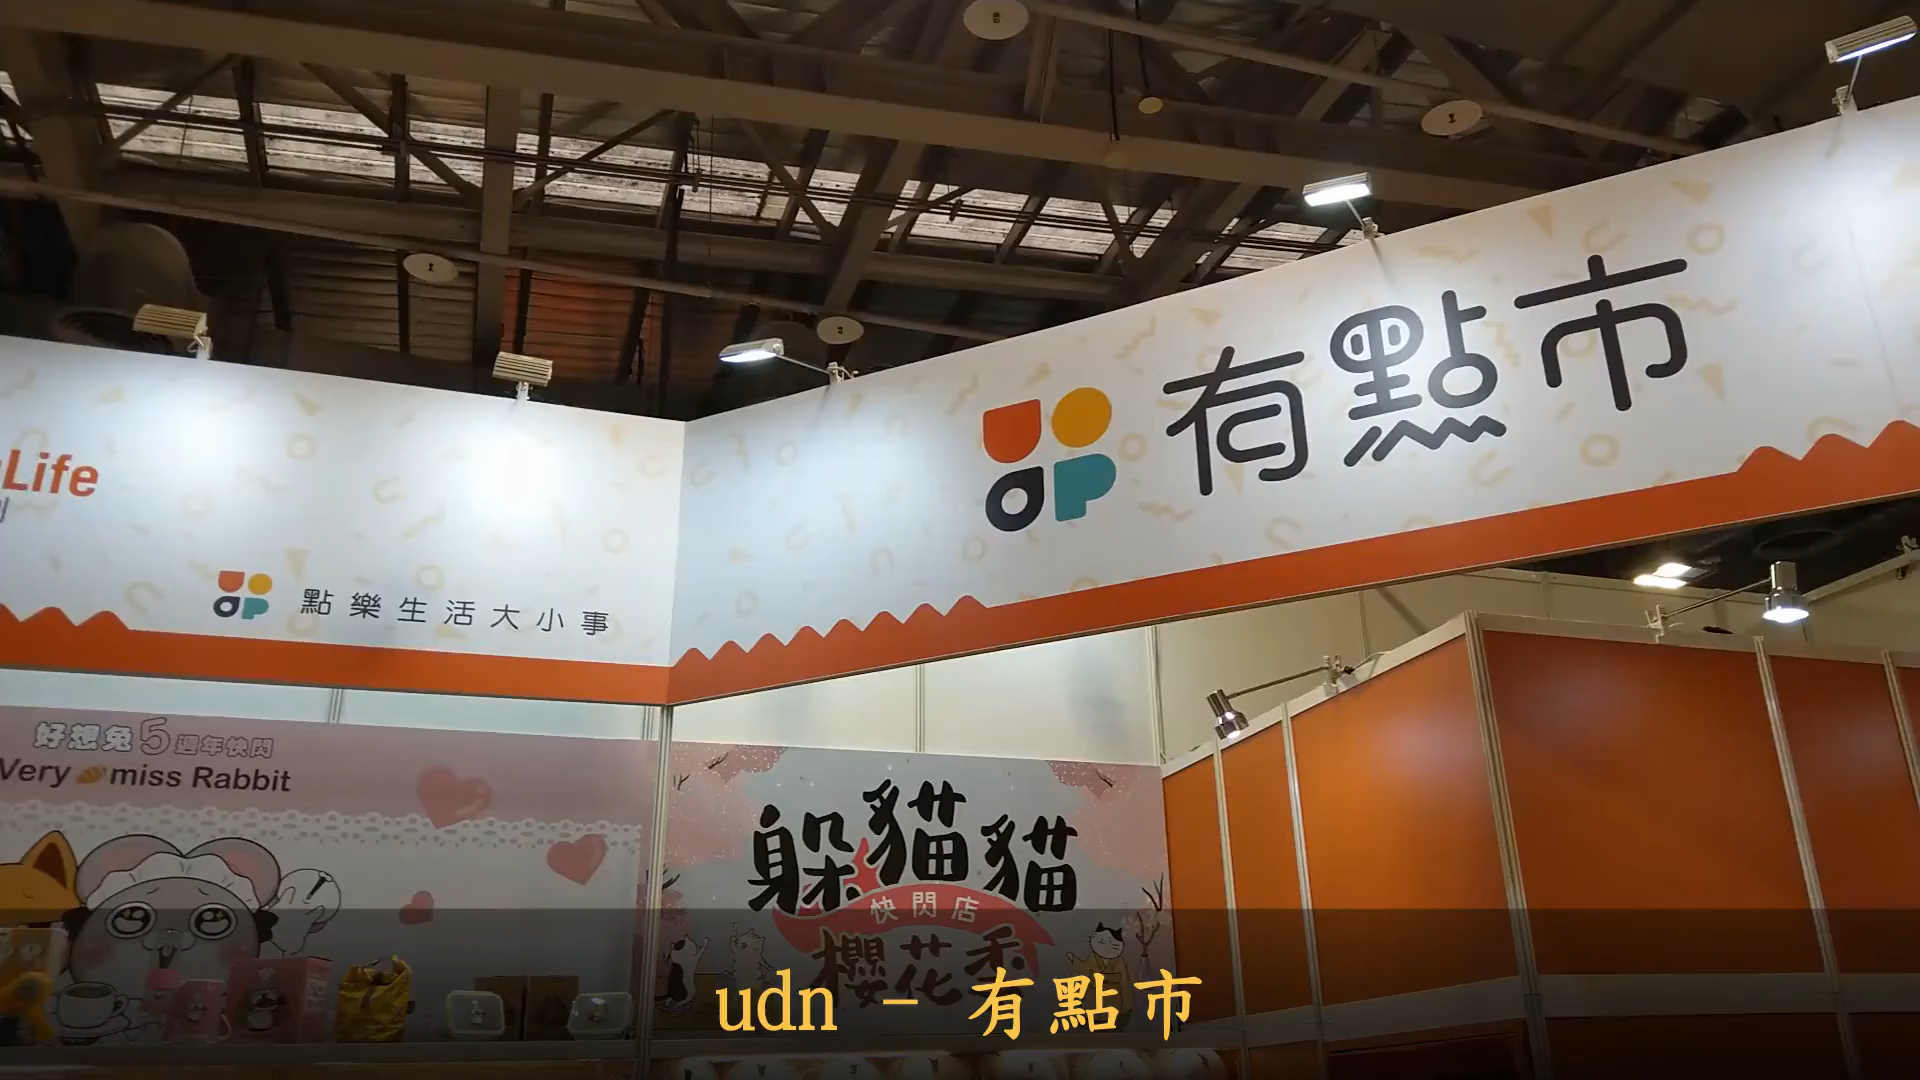 Life
點樂生活大小事
有點市
好想兔5週年快閃
Very miss Rabbit
躲貓貓
快閃店
櫻花季
udn - 有點市